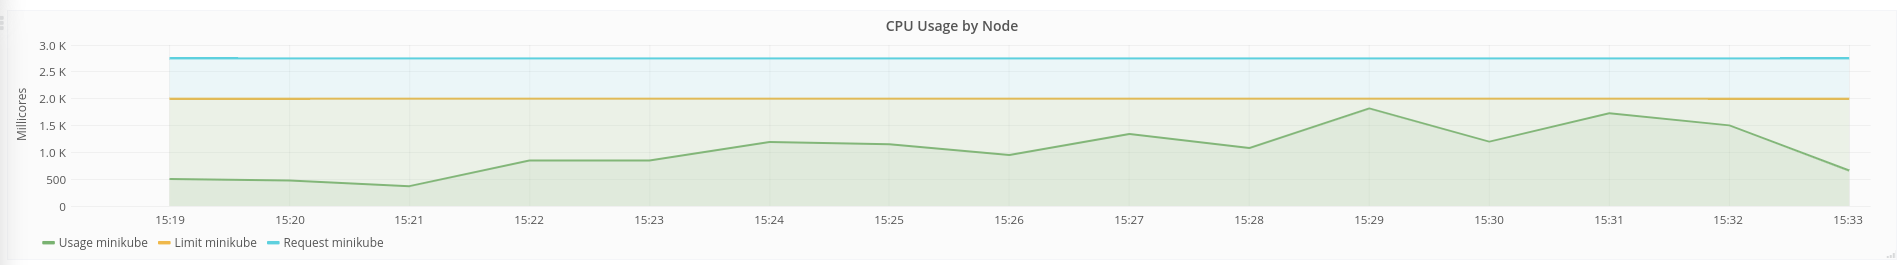 CPU Usage by Node
Millicores
3.0 K
2.5 K
2.0 K
1.5 K
1.0 K
500
0
15:19 15:20 15:21 15:22 15:23 15:24 15:25 15:26 15:27 15:28 15:29 15:30 15:31 15:32 15:33
Usage minikube Limit minikube Request minikube